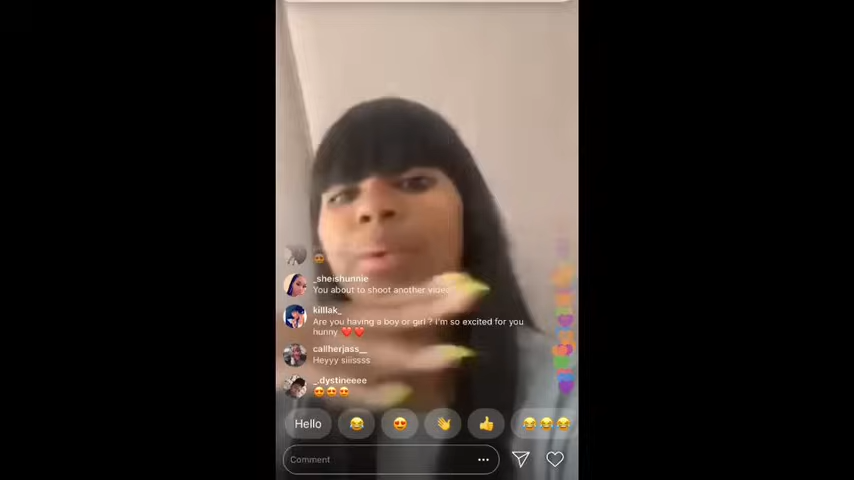 _sheishunnie
You about to shoot another video
killlak_
Are you having a boy or girl ? I'm so excited for you
hunny ❤️❤️
callherjass__
Heyyy siiissss
_.dystineeee
😍😍😍
Hello
Comment